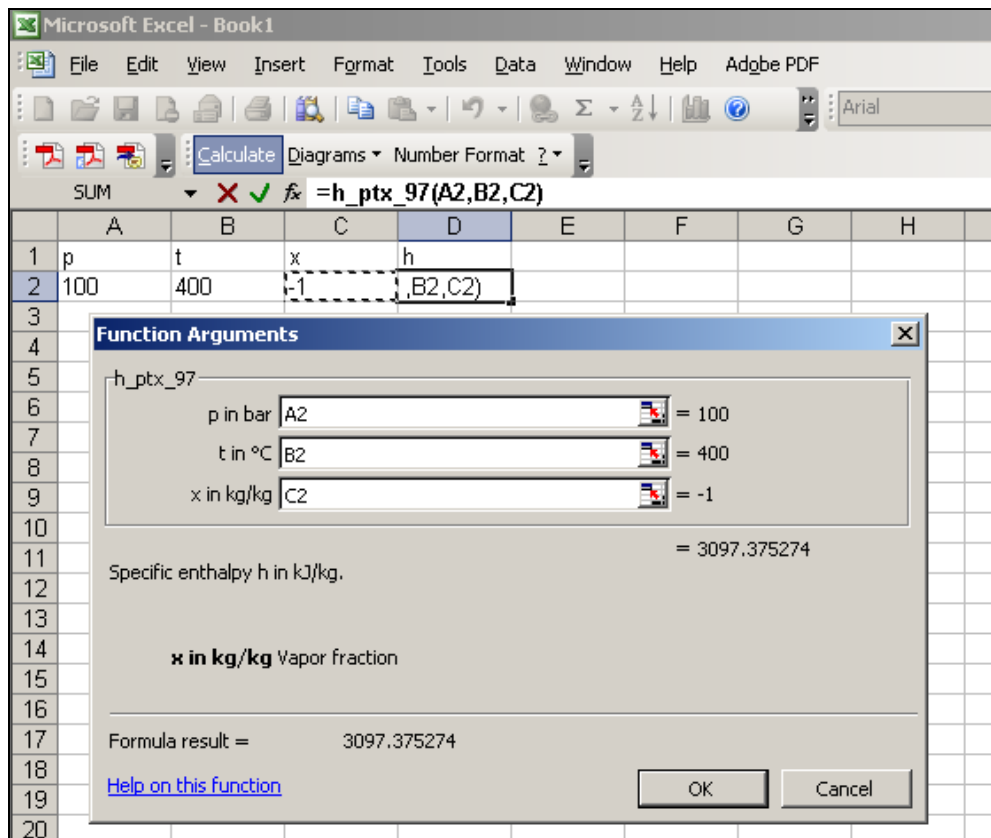 Microsoft Excel - Book1
File Edit View Insert Format Tools Data Window Help Adobe PDF
Σ A Z ? Arial
Calculate Diagrams Number Format ?
SUM fx =h_ptx_97(A2,B2,C2)
A B C D E F G H
1 p t x h
2 100 400 -1 ,B2,C2)
3
Function Arguments
4
5 h_ptx_97
6 p in bar A2 = 100
7
8 t in °C B2 = 400
9 x in kg/kg C2 = -1
10
11 = 3097.375274
Specific enthalpy h in kJ/kg.
12
13
14 x in kg/kg Vapor fraction
15
16
17 Formula result = 3097.375274
18
Help on this function OK Cancel
19
20